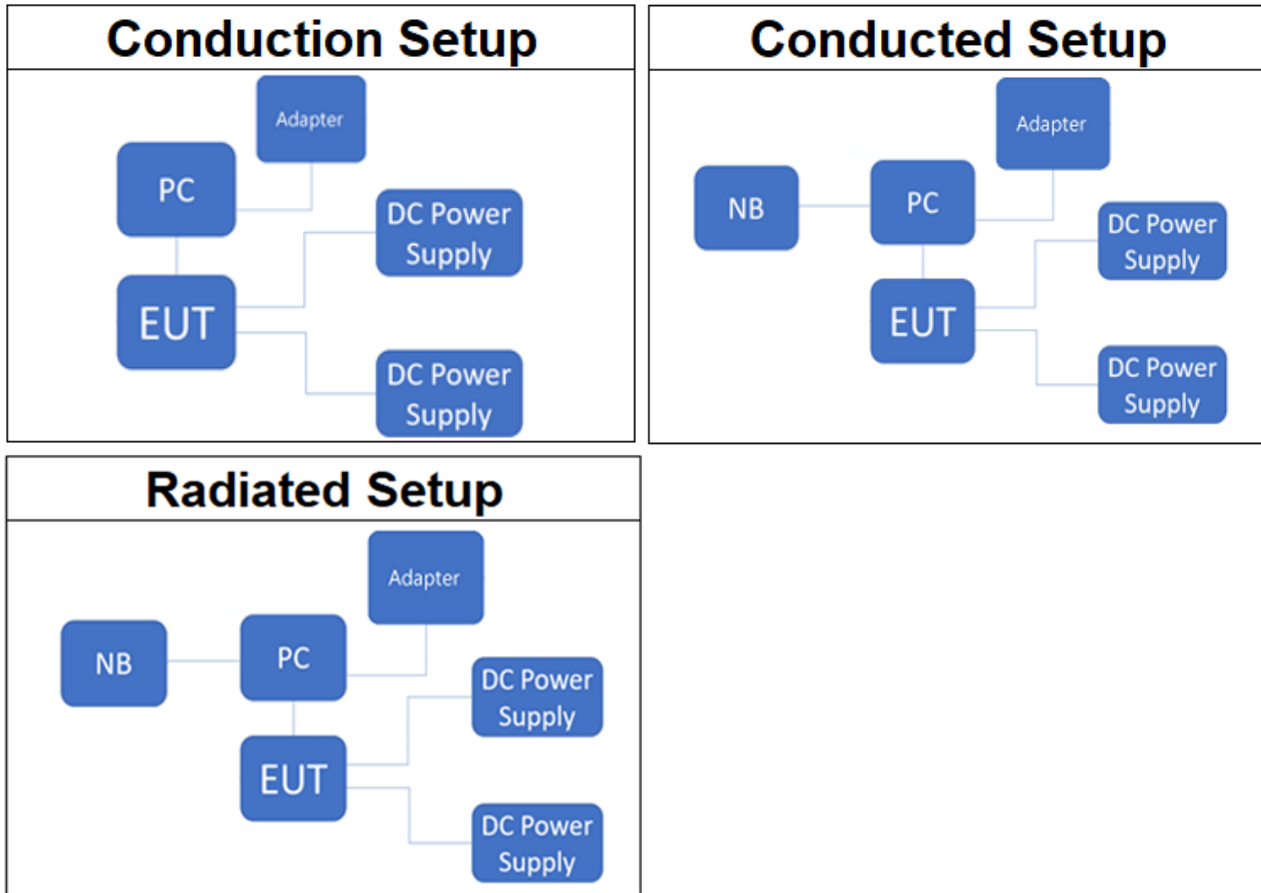 Conduction Setup
Adapter
PC
DC Power
Supply
EUT
DC Power
Supply
Conducted Setup
Adapter
NB
PC
DC Power
Supply
EUT
DC Power
Supply
Radiated Setup
Adapter
NB
PC
DC Power
Supply
EUT
DC Power
Supply